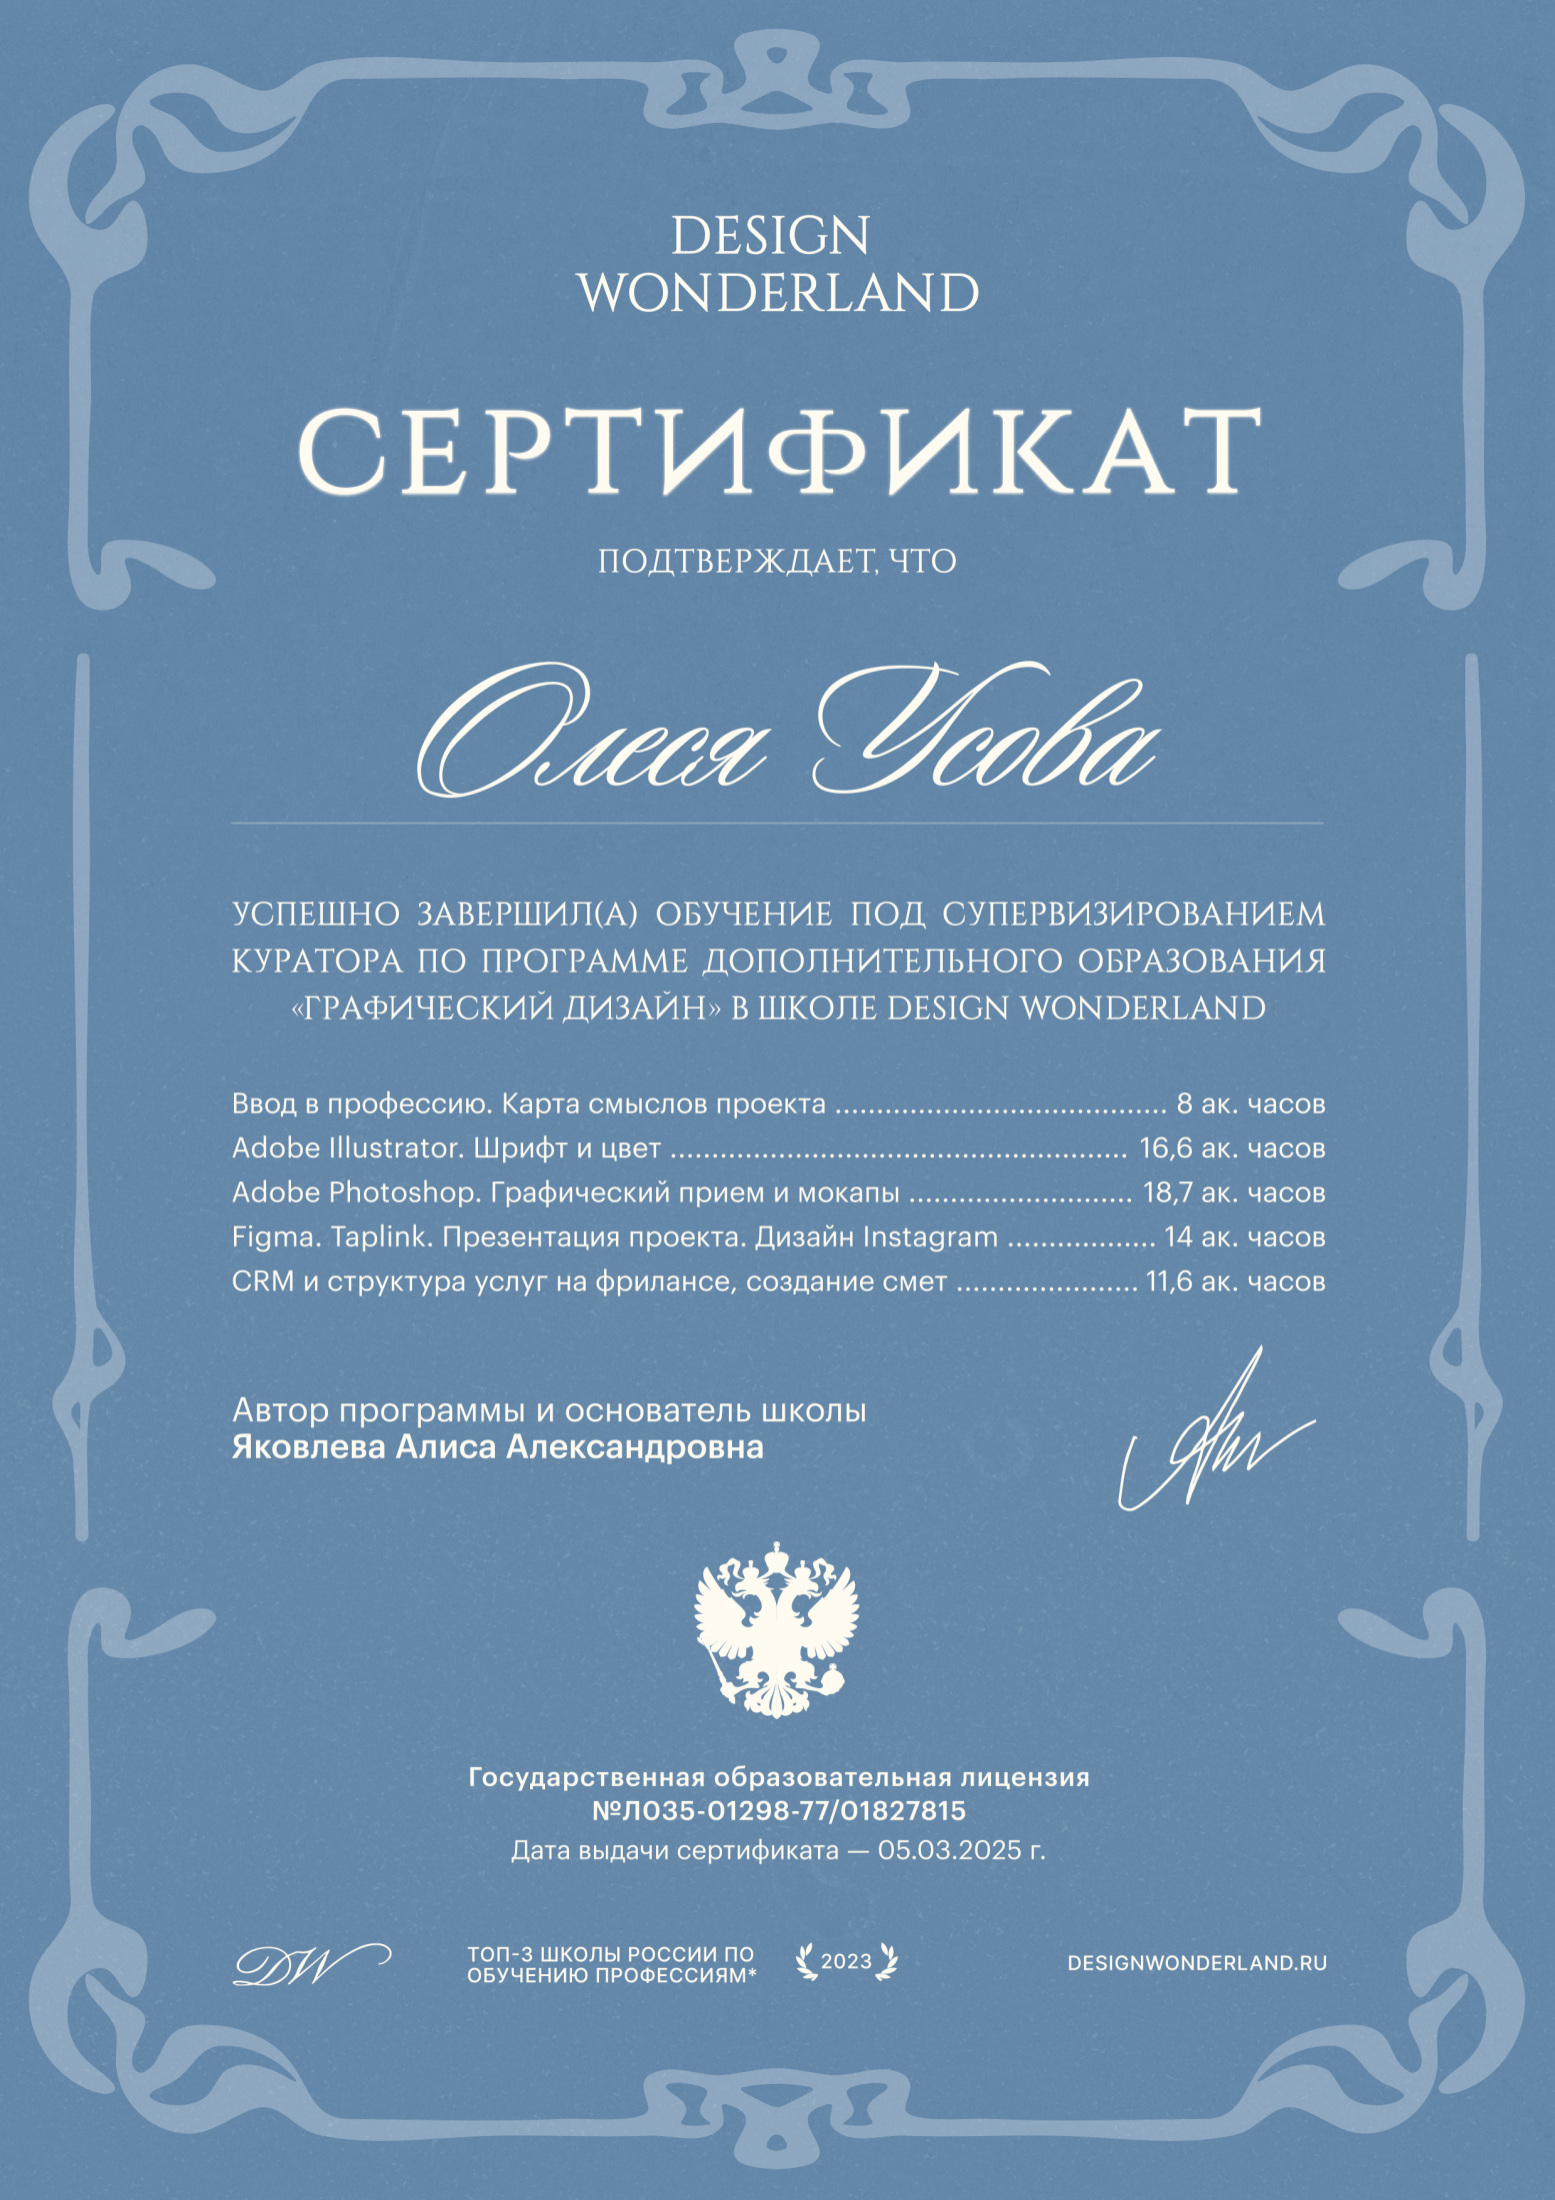 DESIGN
WONDERLAND
СЕРТИФИКАТ
ПОДТВЕРЖДАЕТ, ЧТО
Олеся Усова
УСПЕШНО ЗАВЕРШИЛ(А) ОБУЧЕНИЕ ПОД СУПЕРВИЗИРОВАНИЕМ
КУРАТОРА ПО ПРОГРАММЕ ДОПОЛНИТЕЛЬНОГО ОБРАЗОВАНИЯ
«ГРАФИЧЕСКИЙ ДИЗАЙН» В ШКОЛЕ DESIGN WONDERLAND
Ввод в профессию. Карта смыслов проекта ........................................ 8 ак. часов
Adobe Illustrator. Шрифт и цвет ....................................................... 16,6 ак. часов
Adobe Photoshop. Графический прием и мокапы ........................... 18,7 ак. часов
Figma. Taplink. Презентация проекта. Дизайн Instagram .................. 14 ак. часов
CRM и структура услуг на фрилансе, создание смет ...................... 11,6 ак. часов
Автор программы и основатель школы
Яковлева Алиса Александровна
Государственная образовательная лицензия
№Л035-01298-77/01827815
Дата выдачи сертификата — 05.03.2025 г.
DW
ТОП-3 ШКОЛЫ РОССИИ ПО
ОБУЧЕНИЮ ПРОФЕССИЯМ*
2023
DESIGNWONDERLAND.RU